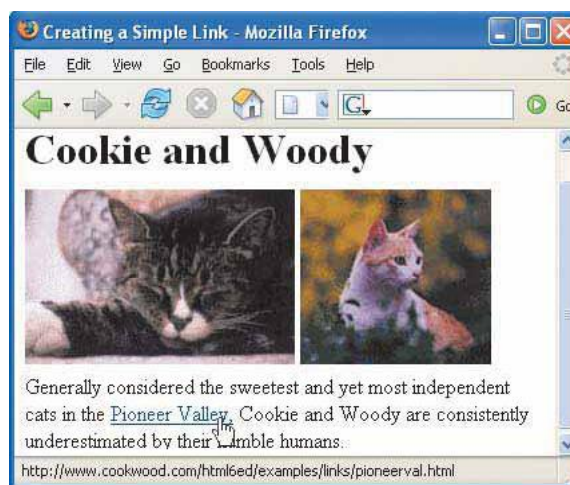 Creating a Simple Link - Mozilla Firefox
File Edit View Go Bookmarks Tools Help
G Go
Cookie and Woody
Generally considered the sweetest and yet most independent
cats in the Pioneer Valley, Cookie and Woody are consistently
underestimated by their humble humans.
http://www.cookwood.com/html6ed/examples/links/pioneerval.html